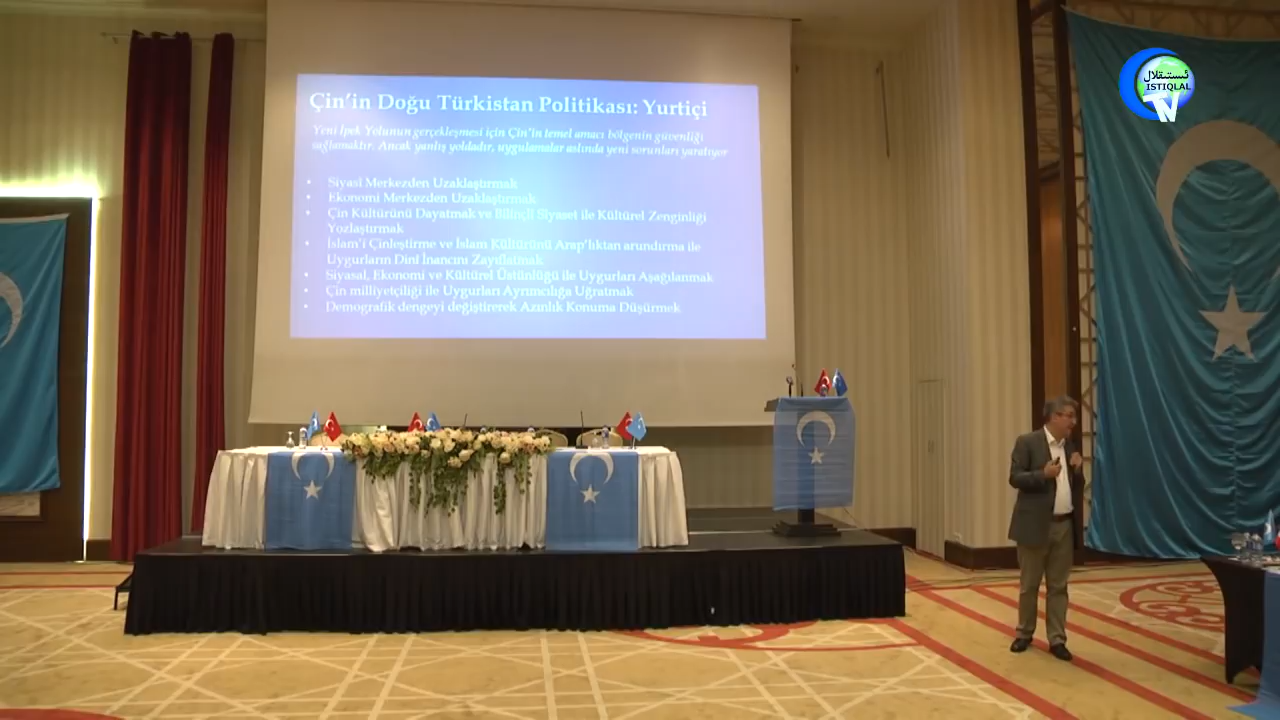 Çin’in Doğu Türkistan Politikası: Yurtiçi
Yeni İpek Yolunun gerçekleşmesi için Çin’in temel amacı bölgenin güvenliği
sağlamaktır. Ancak yanlış yoldadır, uygulamalar aslında yeni sorunları yaratıyor
• Siyasi Merkezden Uzaklaştırmak
• Ekonomi Merkezden Uzaklaştırmak
• Çin Kültürünü Dayatmak ve Bilinçli Siyaset ile Kültürel Zenginliği
Yozlaştırmak
• İslam’i Çinleştirme ve İslam Kültürünü Arap’lıktan arundırma ile
Uygurların Dini İnancını Zayıflatmak
• Siyasal, Ekonomi ve Kültürel Üstünlüğü ile Uygurları Aşağılanmak
• Çin milliyetçiliği ile Uygurları Ayrımcılığa Uğratmak
• Demografik dengeyi değiştirerek Azınlık Konuma Düşürmek
ئىستىقلال
ISTIQLAL
TV